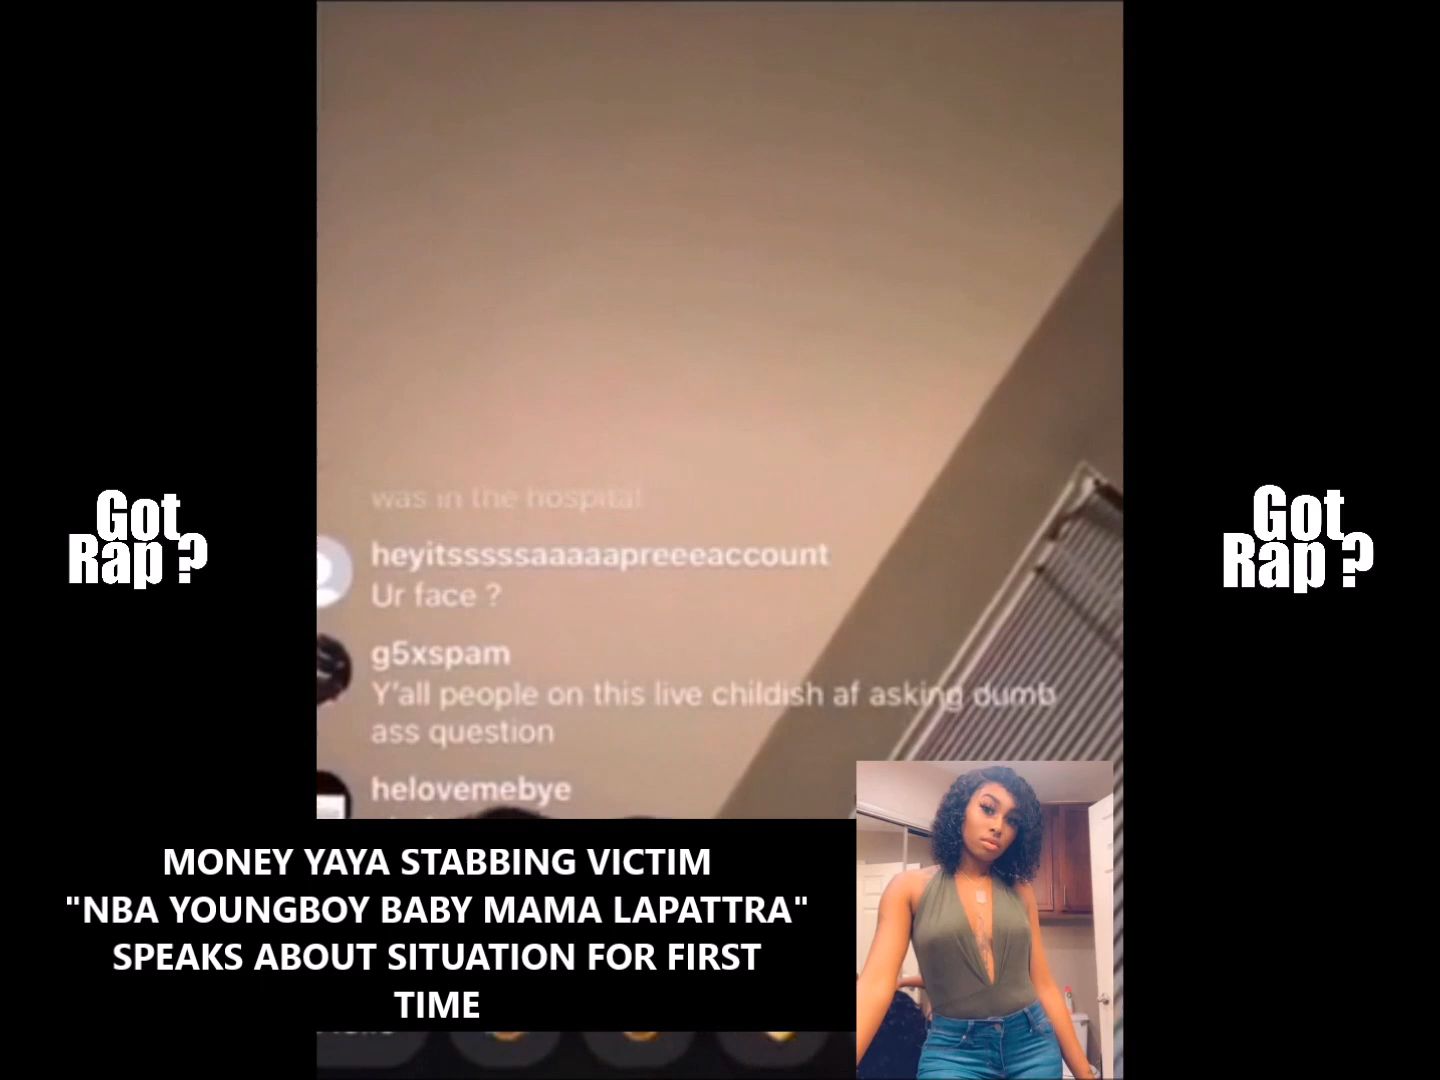 was in the hospital
heyitsssssaaaaapreeeaccount
Ur face ?
g5xspam
Y'all people on this live childish af asking dumb
ass question
helovemebye
Got
Rap ?
Got
Rap ?
MONEY YAYA STABBING VICTIM
"NBA YOUNGBOY BABY MAMA LAPATTRA"
SPEAKS ABOUT SITUATION FOR FIRST
TIME